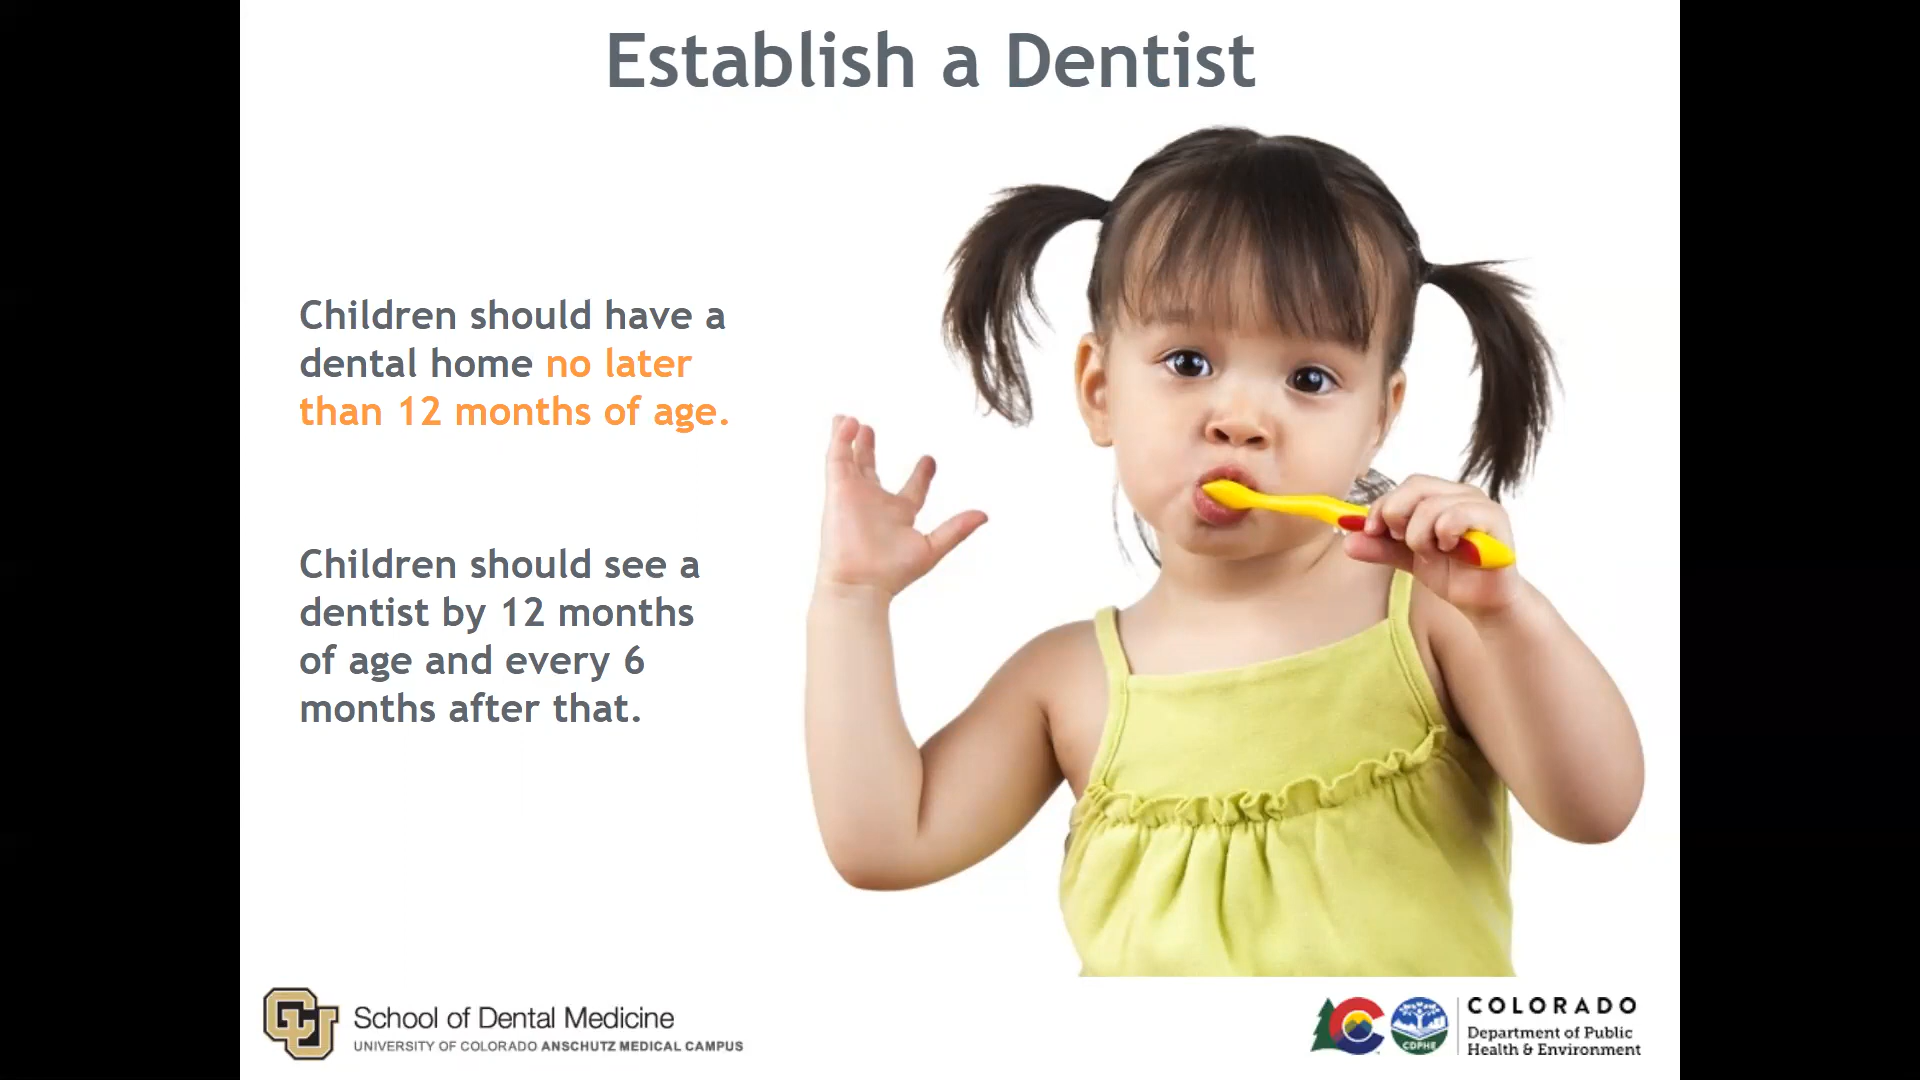 Establish a Dentist
Children should have a
dental home no later
than 12 months of age.
Children should see a
dentist by 12 months
of age and every 6
months after that.
CU
School of Dental Medicine
UNIVERSITY OF COLORADO ANSCHUTZ MEDICAL CAMPUS
C
CDPHE
COLORADO
Department of Public
Health & Environment